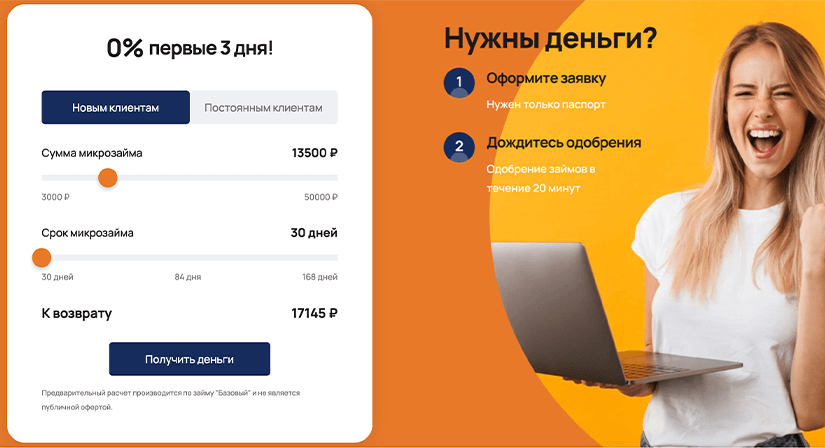 0% первые 3 дня!
Новым клиентам
Постоянным клиентам
Сумма микрозайма
13500 ₽
3000 ₽
50000 ₽
Срок микрозайма
30 дней
30 дней
84 дня
168 дней
К возврату
17145 ₽
Получить деньги
Предварительный расчет производится по займу "Базовый" и не является
публичной офертой.
Нужны деньги?
1
Оформите заявку
Нужен только паспорт
2
Дождитесь одобрения
Одобрение займов в
течение 20 минут